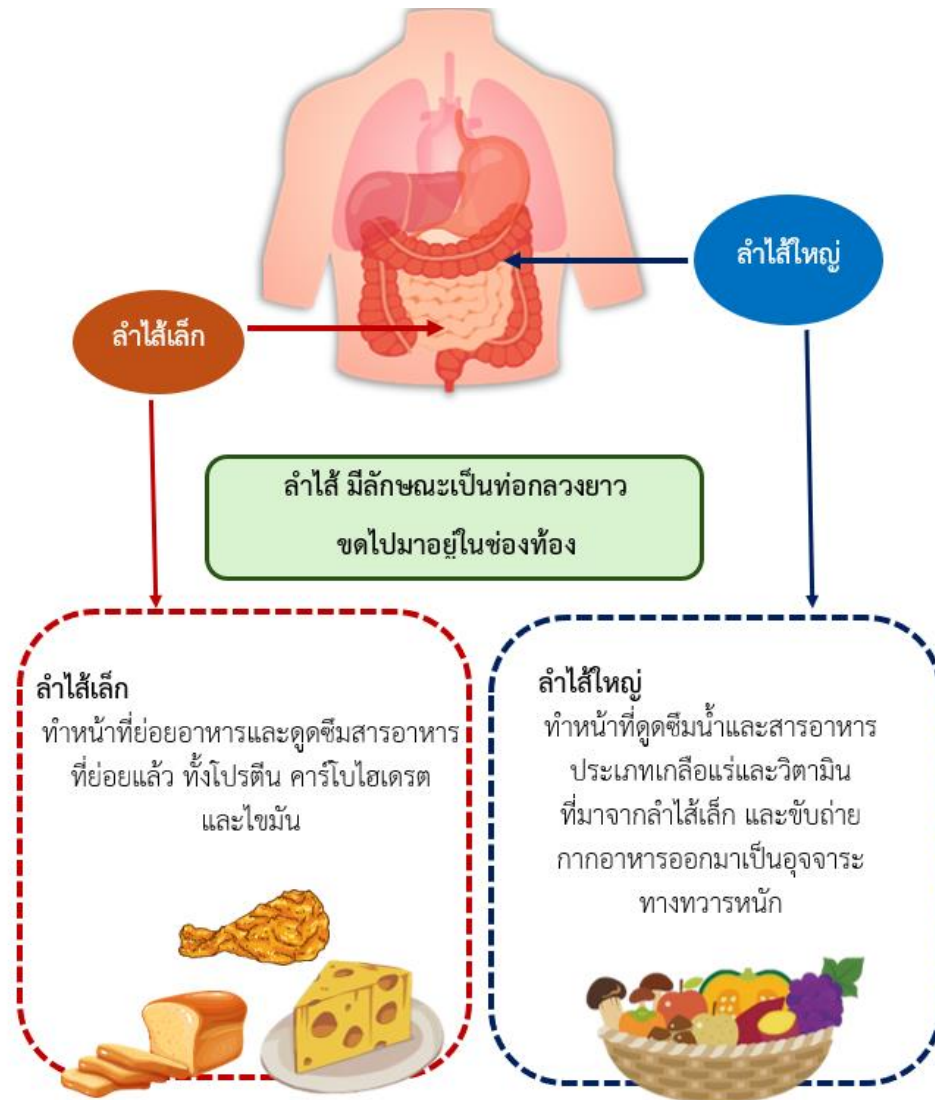 ลำไส้ใหญ่
ลำไส้เล็ก
ลำไส้ มีลักษณะเป็นท่อกลวงยาว
ขดไปมาอยู่ในช่องท้อง
ลำไส้เล็ก
ทำหน้าที่ย่อยอาหารและดูดซึมสารอาหาร
ที่ย่อยแล้ว ทั้งโปรตีน คาร์โบไฮเดรต
และไขมัน
ลำไส้ใหญ่
ทำหน้าที่ดูดซึมน้ำและสารอาหาร
ประเภทเกลือแร่และวิตามิน
ที่มาจากลำไส้เล็ก และขับถ่าย
กากอาหารออกมาเป็นอุจจาระ
ทางทวารหนัก